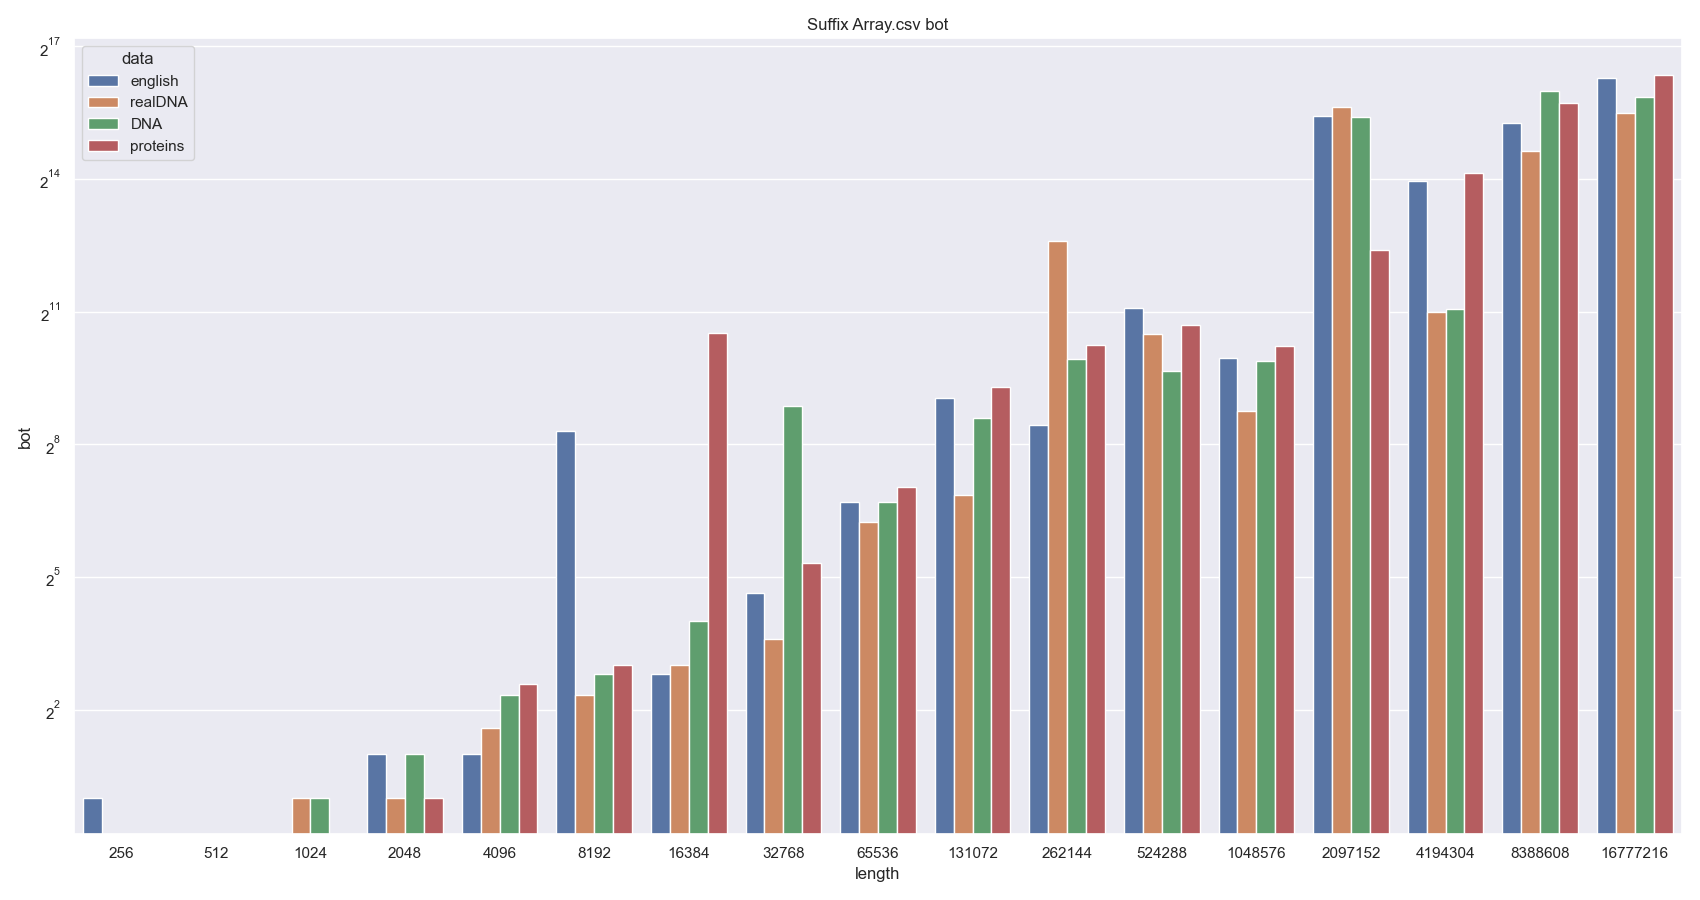 Suffix Array.csv bot
data
english
realDNA
DNA
proteins
2^17
2^14
2^11
2^8
2^5
2^2
bot
256 512 1024 2048 4096 8192 16384 32768 65536 131072 262144 524288 1048576 2097152 4194304 8388608 16777216
length